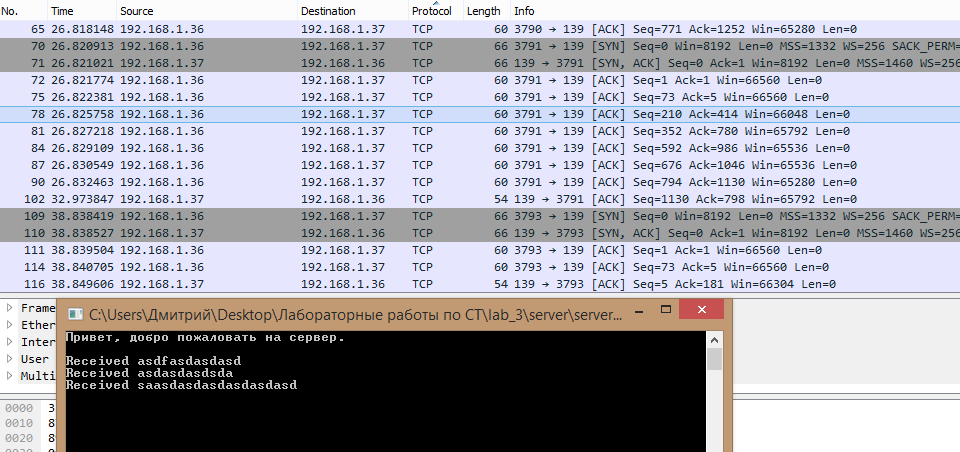 No. Time Source Destination Protocol Length Info
65 26.818148 192.168.1.36 192.168.1.37 TCP 60 3790 → 139 [ACK] Seq=771 Ack=1252 Win=65280 Len=0
70 26.820913 192.168.1.36 192.168.1.37 TCP 66 3791 → 139 [SYN] Seq=0 Win=8192 Len=0 MSS=1332 WS=256 SACK_PERM=
71 26.821021 192.168.1.37 192.168.1.36 TCP 66 139 → 3791 [SYN, ACK] Seq=0 Ack=1 Win=8192 Len=0 MSS=1460 WS=256
72 26.821774 192.168.1.36 192.168.1.37 TCP 60 3791 → 139 [ACK] Seq=1 Ack=1 Win=66560 Len=0
75 26.822381 192.168.1.36 192.168.1.37 TCP 60 3791 → 139 [ACK] Seq=73 Ack=5 Win=66560 Len=0
78 26.825758 192.168.1.36 192.168.1.37 TCP 60 3791 → 139 [ACK] Seq=210 Ack=414 Win=66048 Len=0
81 26.827218 192.168.1.36 192.168.1.37 TCP 60 3791 → 139 [ACK] Seq=352 Ack=780 Win=65792 Len=0
84 26.829109 192.168.1.36 192.168.1.37 TCP 60 3791 → 139 [ACK] Seq=592 Ack=986 Win=65536 Len=0
87 26.830549 192.168.1.36 192.168.1.37 TCP 60 3791 → 139 [ACK] Seq=676 Ack=1046 Win=65536 Len=0
90 26.832463 192.168.1.36 192.168.1.37 TCP 60 3791 → 139 [ACK] Seq=794 Ack=1130 Win=65280 Len=0
102 32.973847 192.168.1.37 192.168.1.36 TCP 54 139 → 3791 [ACK] Seq=1130 Ack=798 Win=65792 Len=0
109 38.838419 192.168.1.36 192.168.1.37 TCP 66 3793 → 139 [SYN] Seq=0 Win=8192 Len=0 MSS=1332 WS=256 SACK_PERM=
110 38.838527 192.168.1.37 192.168.1.36 TCP 66 139 → 3793 [SYN, ACK] Seq=0 Ack=1 Win=8192 Len=0 MSS=1460 WS=256
111 38.839504 192.168.1.36 192.168.1.37 TCP 60 3793 → 139 [ACK] Seq=1 Ack=1 Win=66560 Len=0
114 38.840705 192.168.1.36 192.168.1.37 TCP 60 3793 → 139 [ACK] Seq=73 Ack=5 Win=66560 Len=0
116 38.849606 192.168.1.37 192.168.1.36 TCP 54 139 → 3793 [ACK] Seq=5 Ack=181 Win=66304 Len=0
Frame
Ether
Inter
User
Multi
C:\Users\Дмитрий\Desktop\Лабораторные работы по СТ\lab_3\server\server...
Привет, добро пожаловать на сервер.
Received asdfasdasdasd
Received asdasdasdsda
Received saasdasdasdasdasdasd
0000 3
0010 8
0020 8